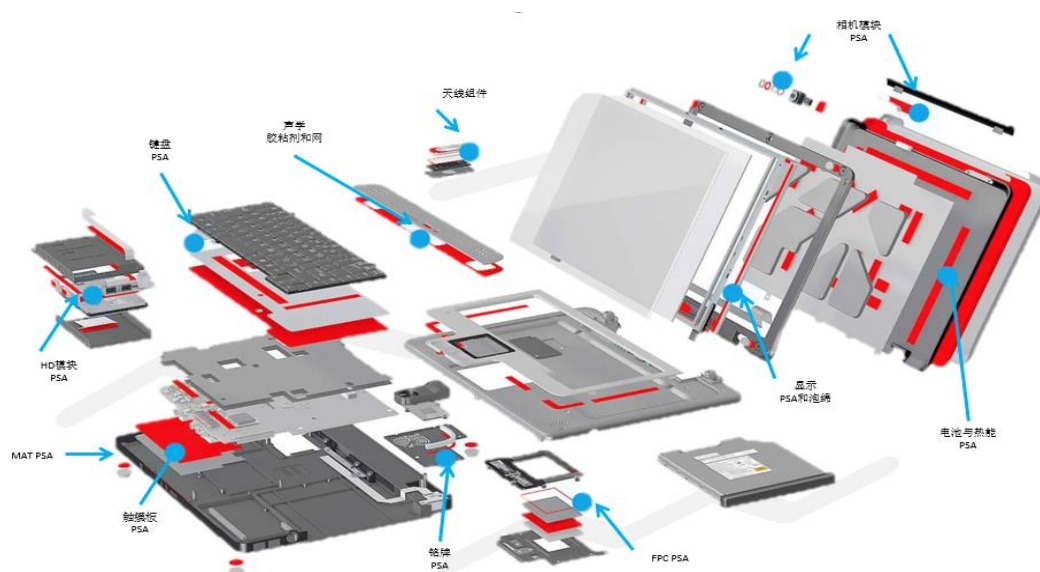 相机模块
PSA
天线组件
声学
胶粘剂和网
键盘
PSA
HD模块
PSA
显示
PSA和泡绵
电池与热能
PSA
MAT PSA
触摸板
PSA
铭牌
PSA
FPC PSA